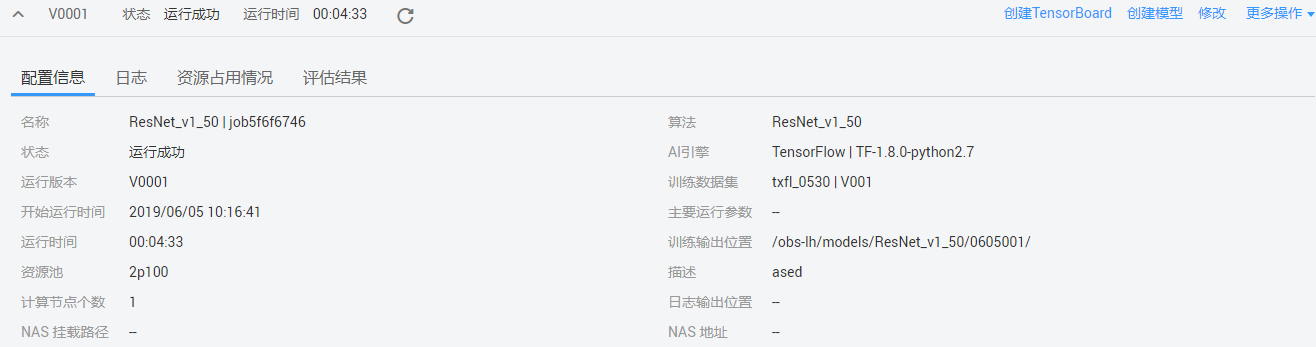 V0001 状态 运行成功 运行时间 00:04:33 创建TensorBoard 创建模型 修改 更多操作
配置信息 日志 资源占用情况 评估结果
名称 ResNet_v1_50 | job5f6f6746 算法 ResNet_v1_50
状态 运行成功 AI引擎 TensorFlow | TF-1.8.0-python2.7
运行版本 V0001 训练数据集 txfl_0530 | V001
开始运行时间 2019/06/05 10:16:41 主要运行参数 --
运行时间 00:04:33 训练输出位置 /obs-lh/models/ResNet_v1_50/0605001/
资源池 2p100 描述 ased
计算节点个数 1 日志输出位置 --
NAS 挂载路径 -- NAS 地址 --